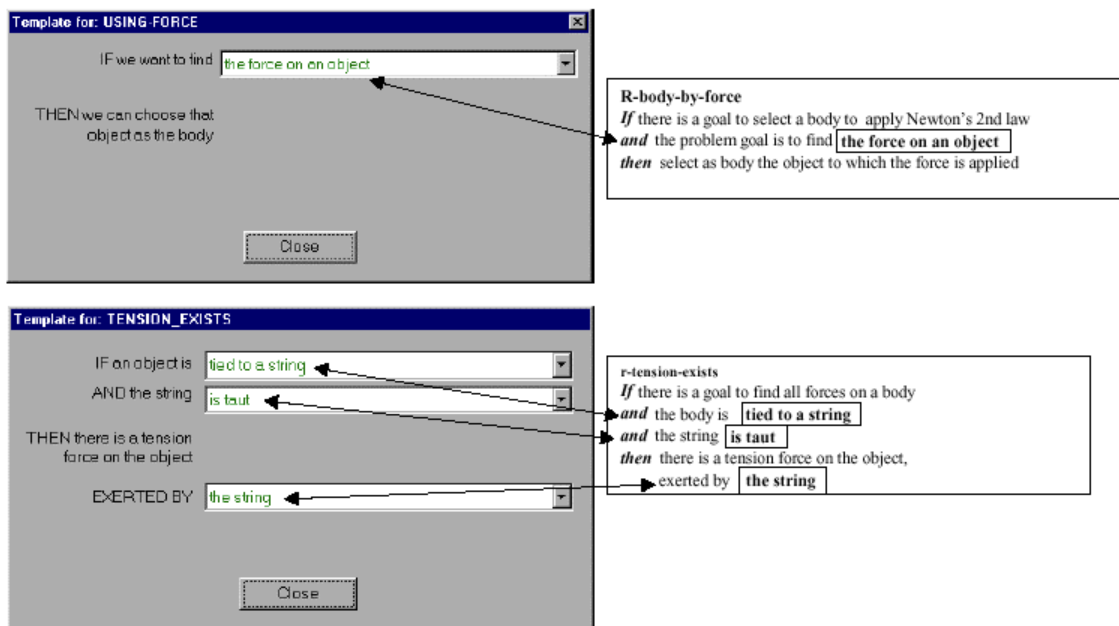 Template for: USING-FORCE
IF we want to find the force on an object
THEN we can choose that
object as the body
Close
R-body-by-force
If there is a goal to select a body to apply Newton's 2nd law
and the problem goal is to find the force on an object
then select as body the object to which the force is applied
Template for: TENSION_EXISTS
IF an object is tied to a string
AND the string is taut
THEN there is a tension
force on the object
EXERTED BY the string
Close
r-tension-exists
If there is a goal to find all forces on a body
and the body is tied to a string
and the string is taut
then there is a tension force on the object,
exerted by the string